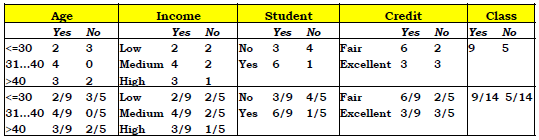 Age Income Student Credit Class
Yes No Yes No Yes No Yes No Yes No
<=30 2 3 Low 2 2 No 3 4 Fair 6 2 9 5
31...40 4 0 Medium 4 2 Yes 6 1 Excellent 3 3
>40 3 2 High 3 1
<=30 2/9 3/5 Low 2/9 2/5 No 3/9 4/5 Fair 6/9 2/5 9/14 5/14
31...40 4/9 0/5 Medium 4/9 2/5 Yes 6/9 1/5 Excellent 3/9 3/5
>40 3/9 2/5 High 3/9 1/5